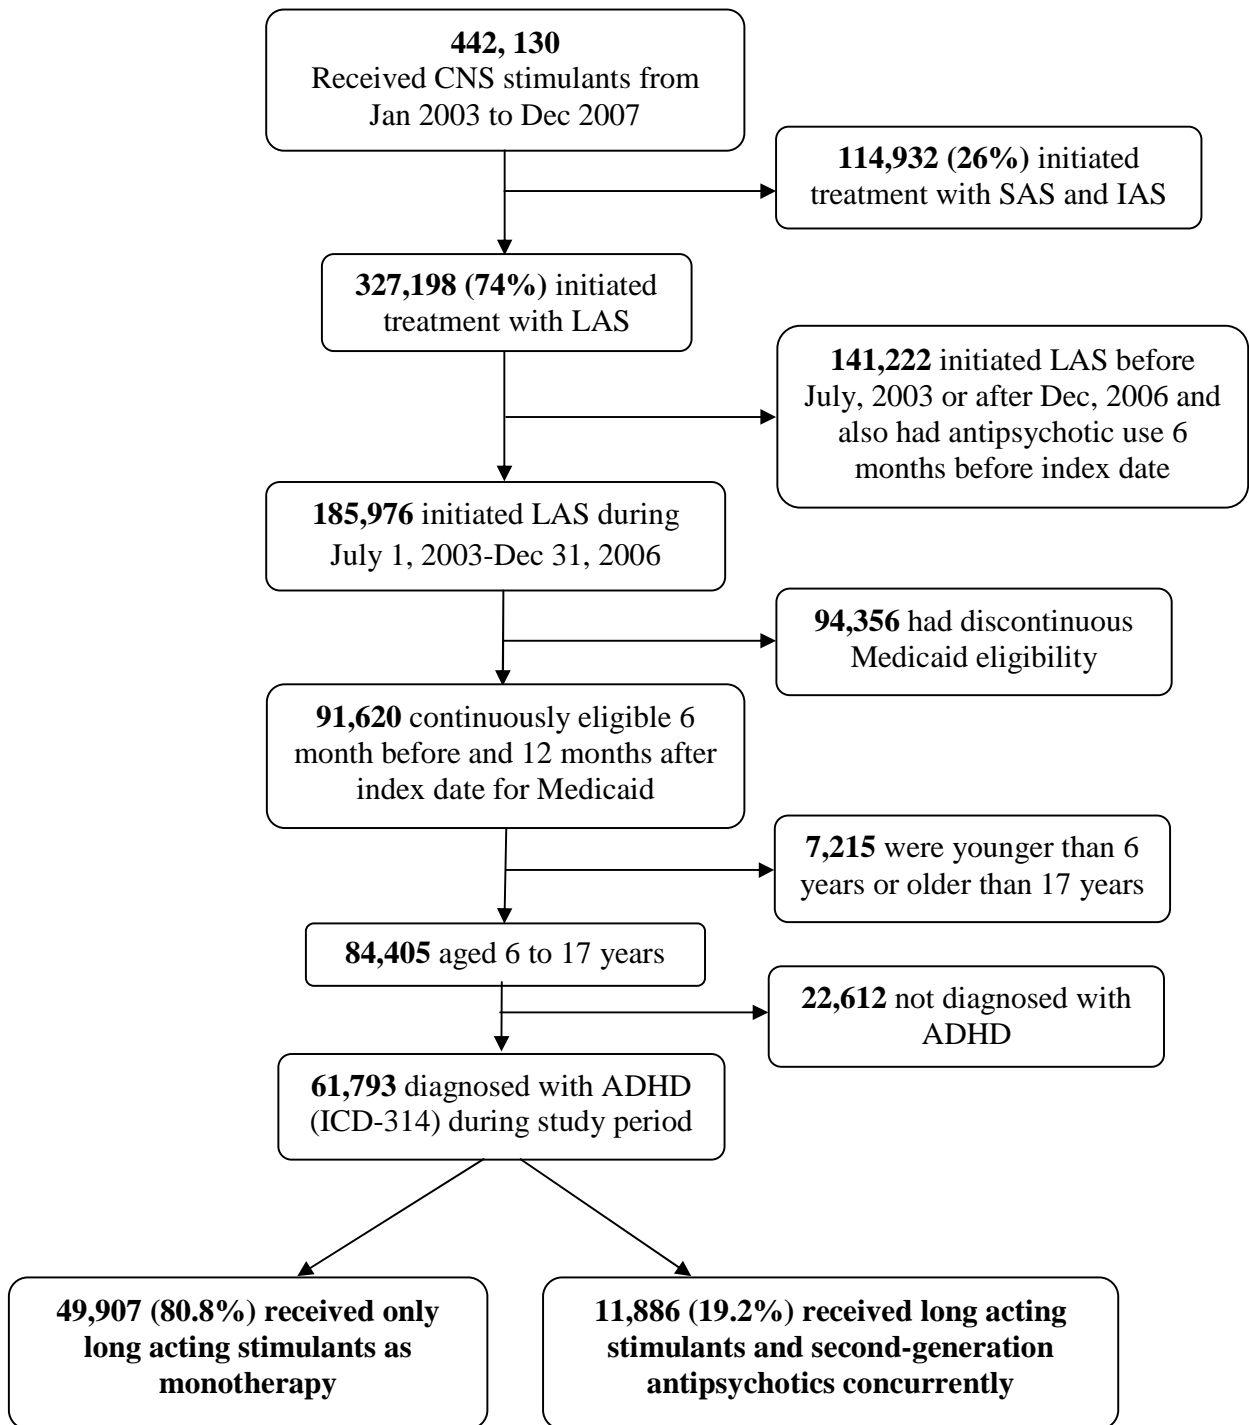 442, 130
Received CNS stimulants from
Jan 2003 to Dec 2007
114,932 (26%) initiated
treatment with SAS and IAS
327,198 (74%) initiated
treatment with LAS
141,222 initiated LAS before
July, 2003 or after Dec, 2006 and
also had antipsychotic use 6
months before index date
185,976 initiated LAS during
July 1, 2003-Dec 31, 2006
94,356 had discontinuous
Medicaid eligibility
91,620 continuously eligible 6
month before and 12 months after
index date for Medicaid
7,215 were younger than 6
years or older than 17 years
84,405 aged 6 to 17 years
22,612 not diagnosed with
ADHD
61,793 diagnosed with ADHD
(ICD-314) during study period
49,907 (80.8%) received only
long acting stimulants as
monotherapy
11,886 (19.2%) received long acting
stimulants and second-generation
antipsychotics concurrently